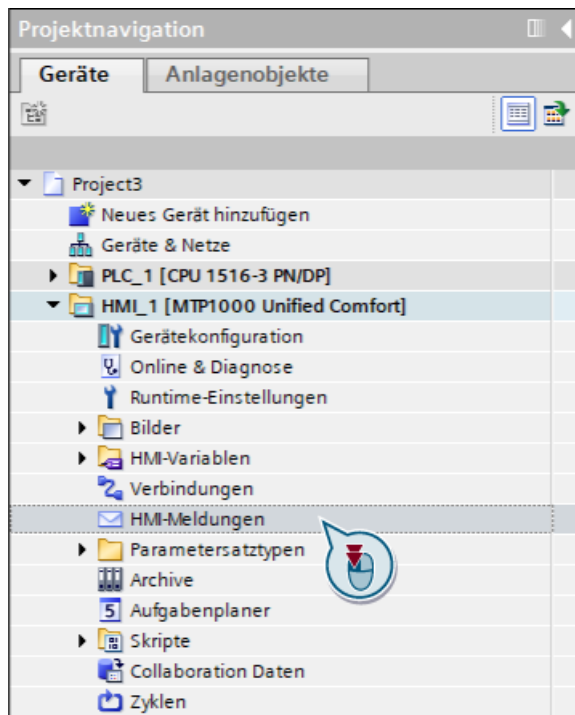 Projektnavigation
Geräte Anlagenobjekte
Project3
Neues Gerät hinzufügen
Geräte & Netze
PLC_1 [CPU 1516-3 PN/DP]
HMI_1 [MTP1000 Unified Comfort]
Gerätekonfiguration
Online & Diagnose
Runtime-Einstellungen
Bilder
HMI-Variablen
Verbindungen
HMI-Meldungen
Parametersatztypen
Archive
5 Aufgabenplaner
Skripte
Collaboration Daten
Zyklen